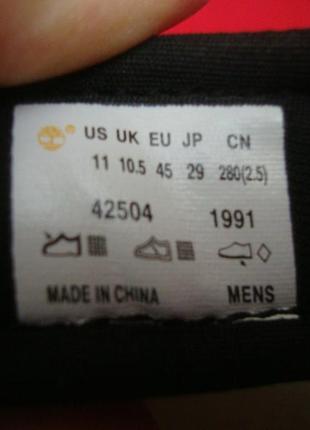 ® US UK EU JP CN
11 10.5 45 29 280(2.5)
42504 1991
MADE IN CHINA MENS